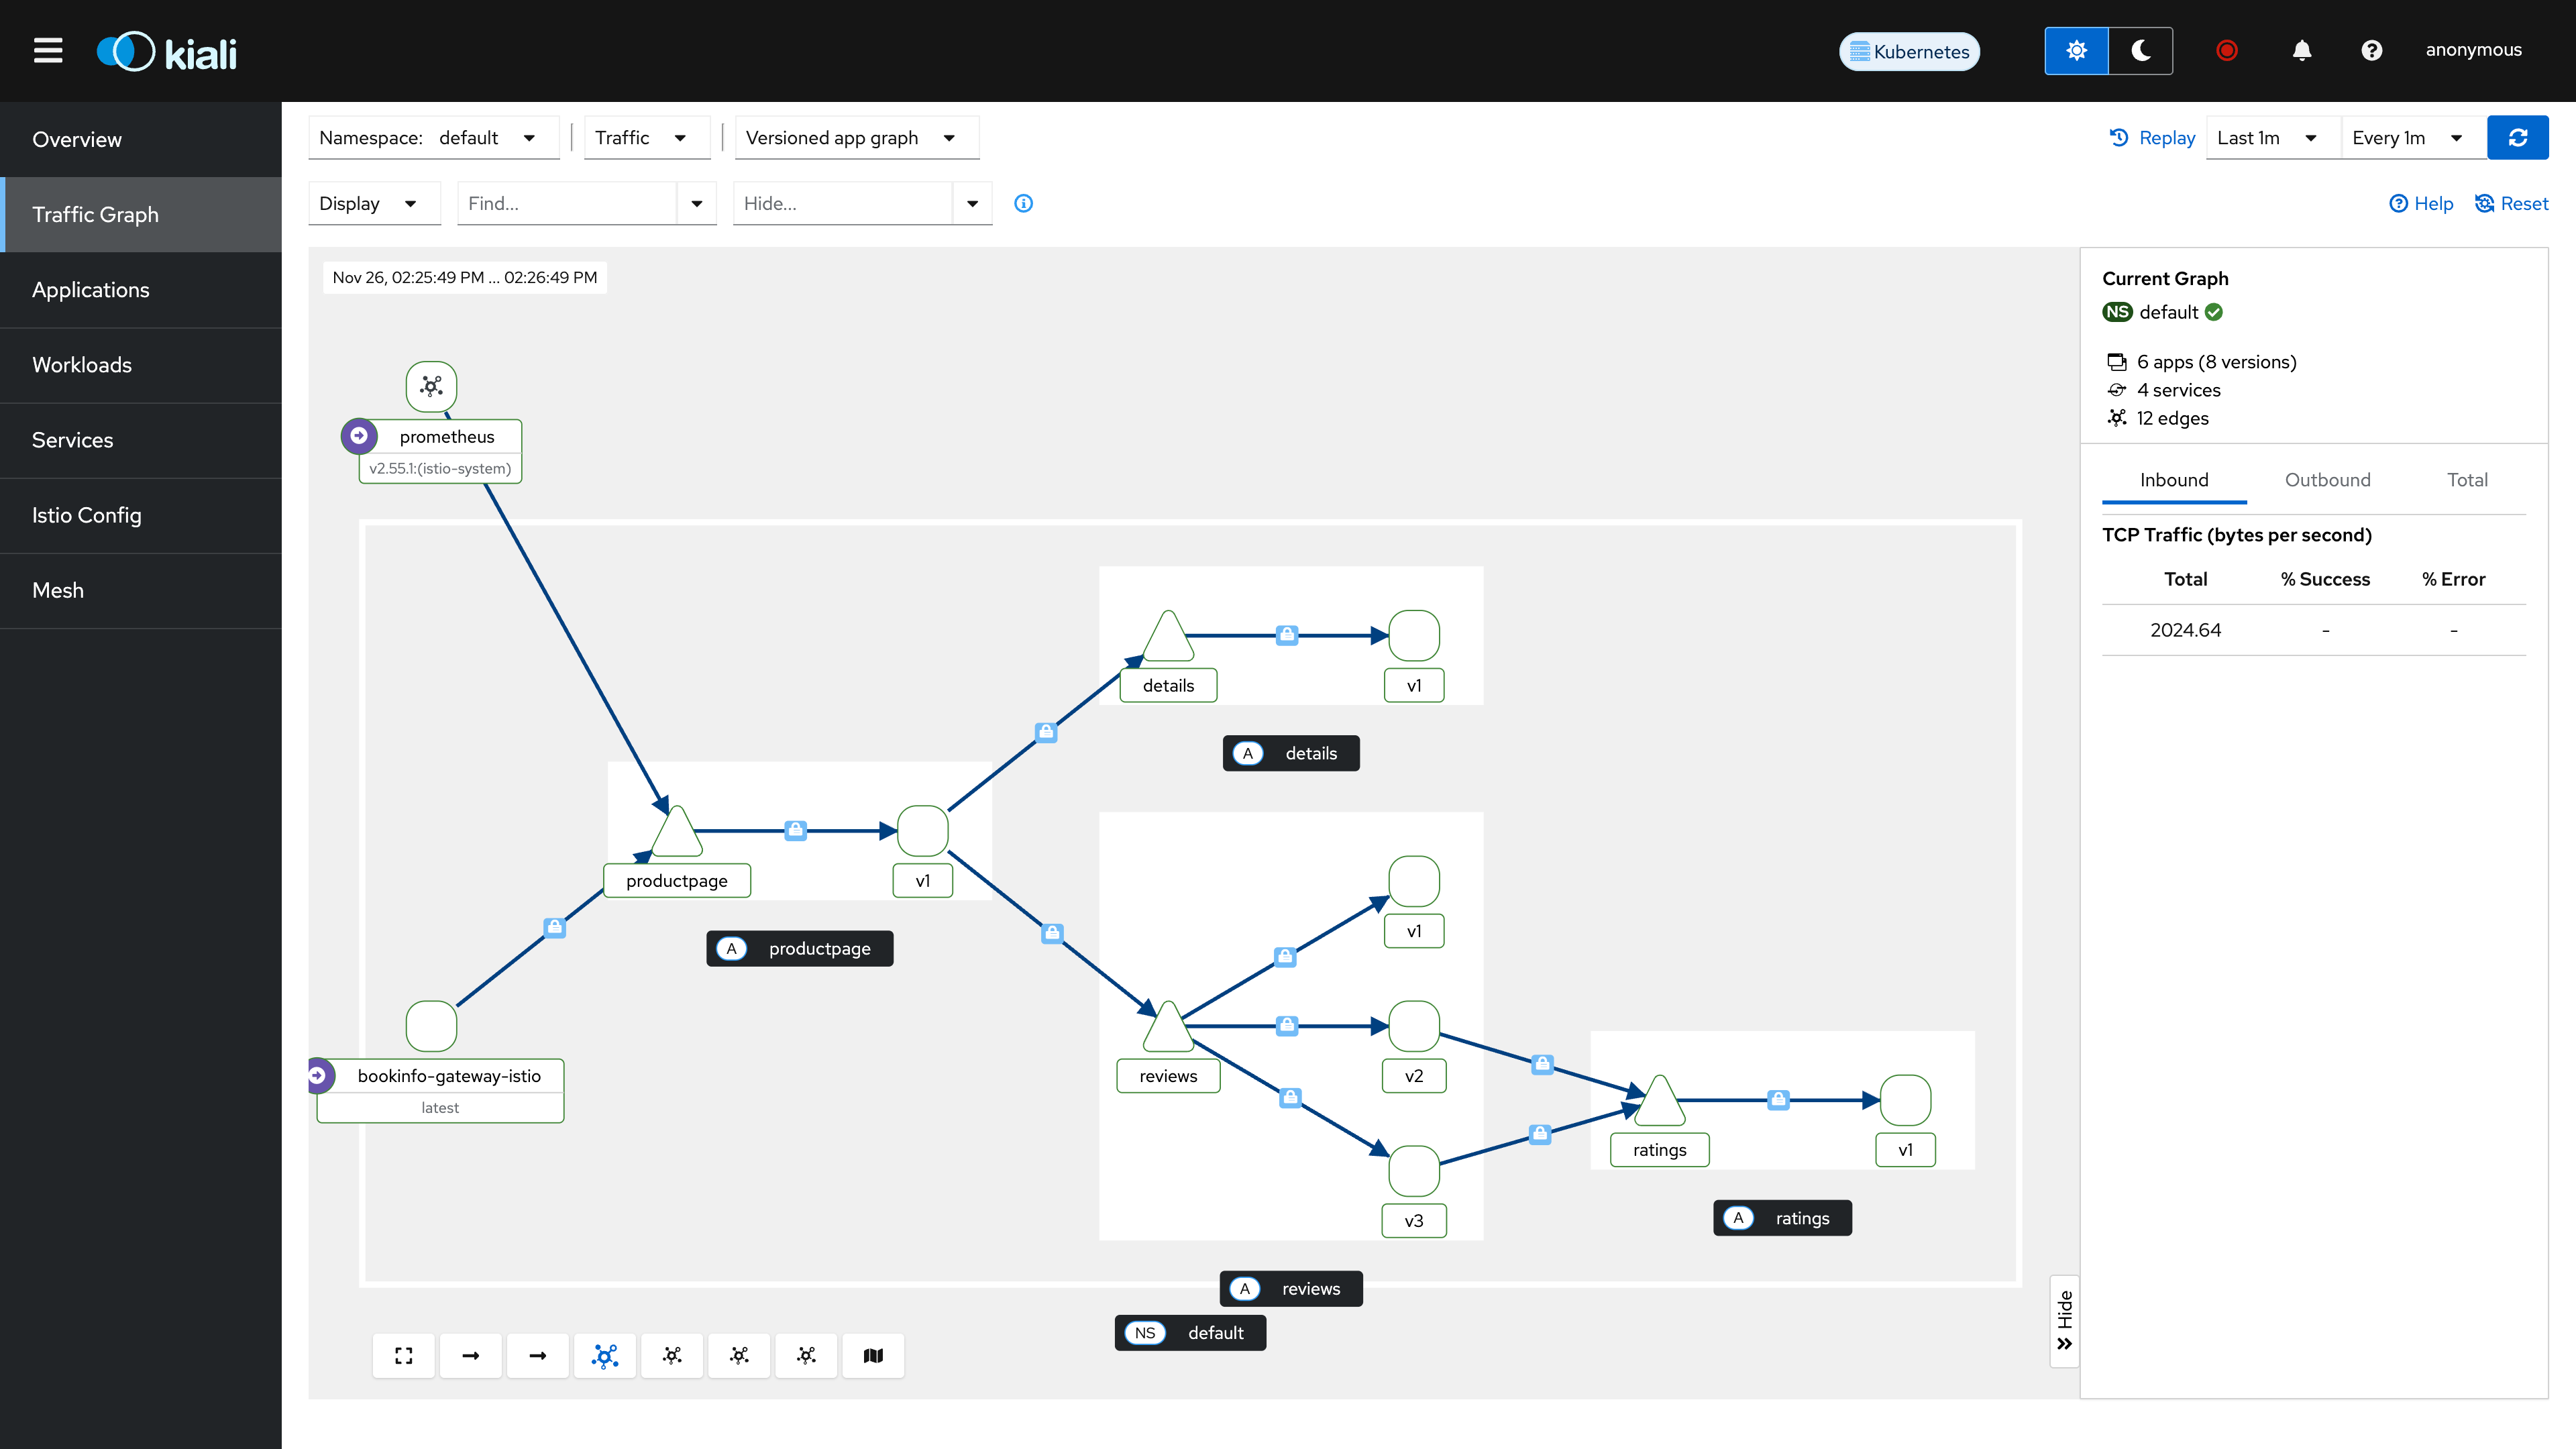 kiali
Kubernetes
anonymous
Overview
Traffic Graph
Applications
Workloads
Services
Istio Config
Mesh
Namespace: default
Traffic
Versioned app graph
Replay
Last 1m
Every 1m
Display
Find...
Hide...
Help
Reset
Nov 26, 02:25:49 PM ... 02:26:49 PM
prometheus
v2.55.1:(istio-system)
details
v1
A details
productpage
v1
A productpage
v1
bookinfo-gateway-istio
latest
reviews
v2
ratings
v1
v3
A ratings
A reviews
NS default
Hide
Current Graph
NS default
6 apps (8 versions)
4 services
12 edges
Inbound
Outbound
Total
TCP Traffic (bytes per second)
Total % Success % Error
2024.64 - -